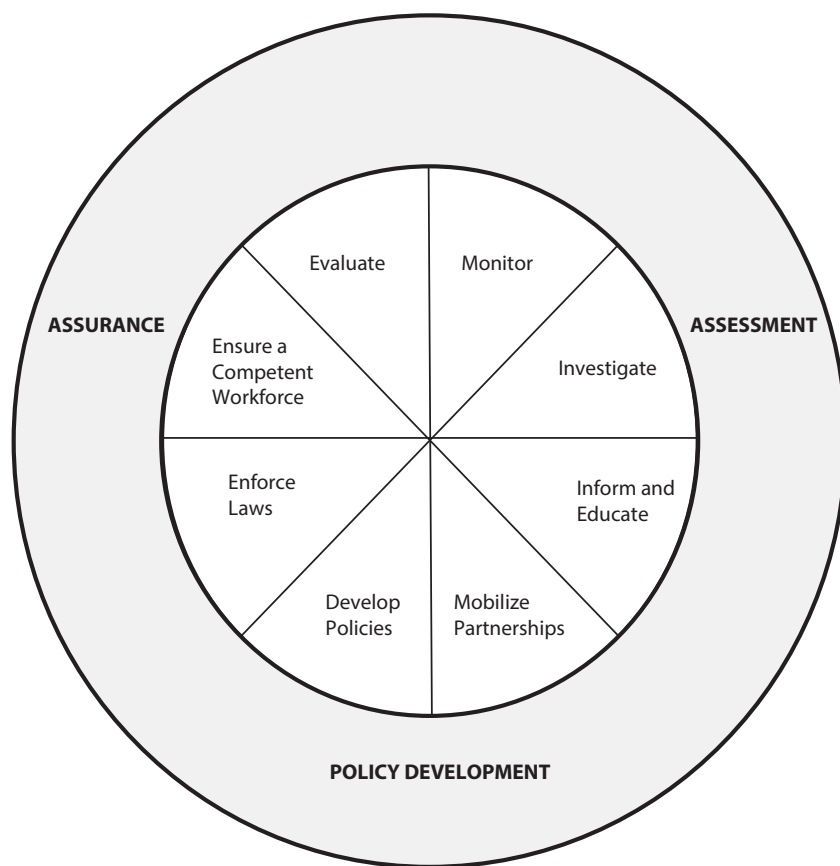 Evaluate
Monitor
ASSURANCE
ASSESSMENT
Ensure a
Competent
Workforce
Investigate
Enforce
Laws
Inform and
Educate
Develop
Policies
Mobilize
Partnerships
POLICY DEVELOPMENT